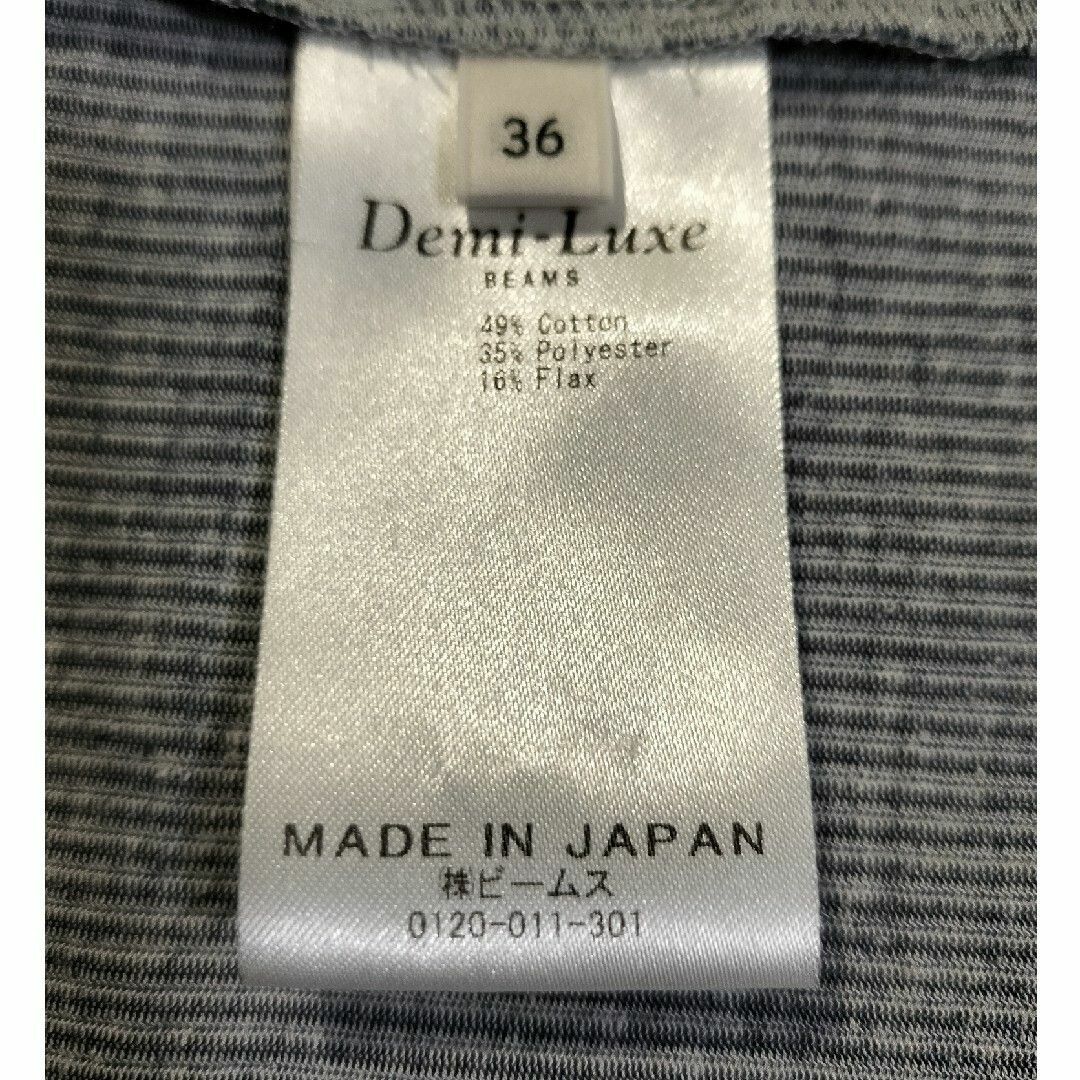 36
Demi-Luxe
BEAMS
49% Cotton
35% Polyester
16% Flax
MADE IN JAPAN
㈱ビームス
0120-011-301